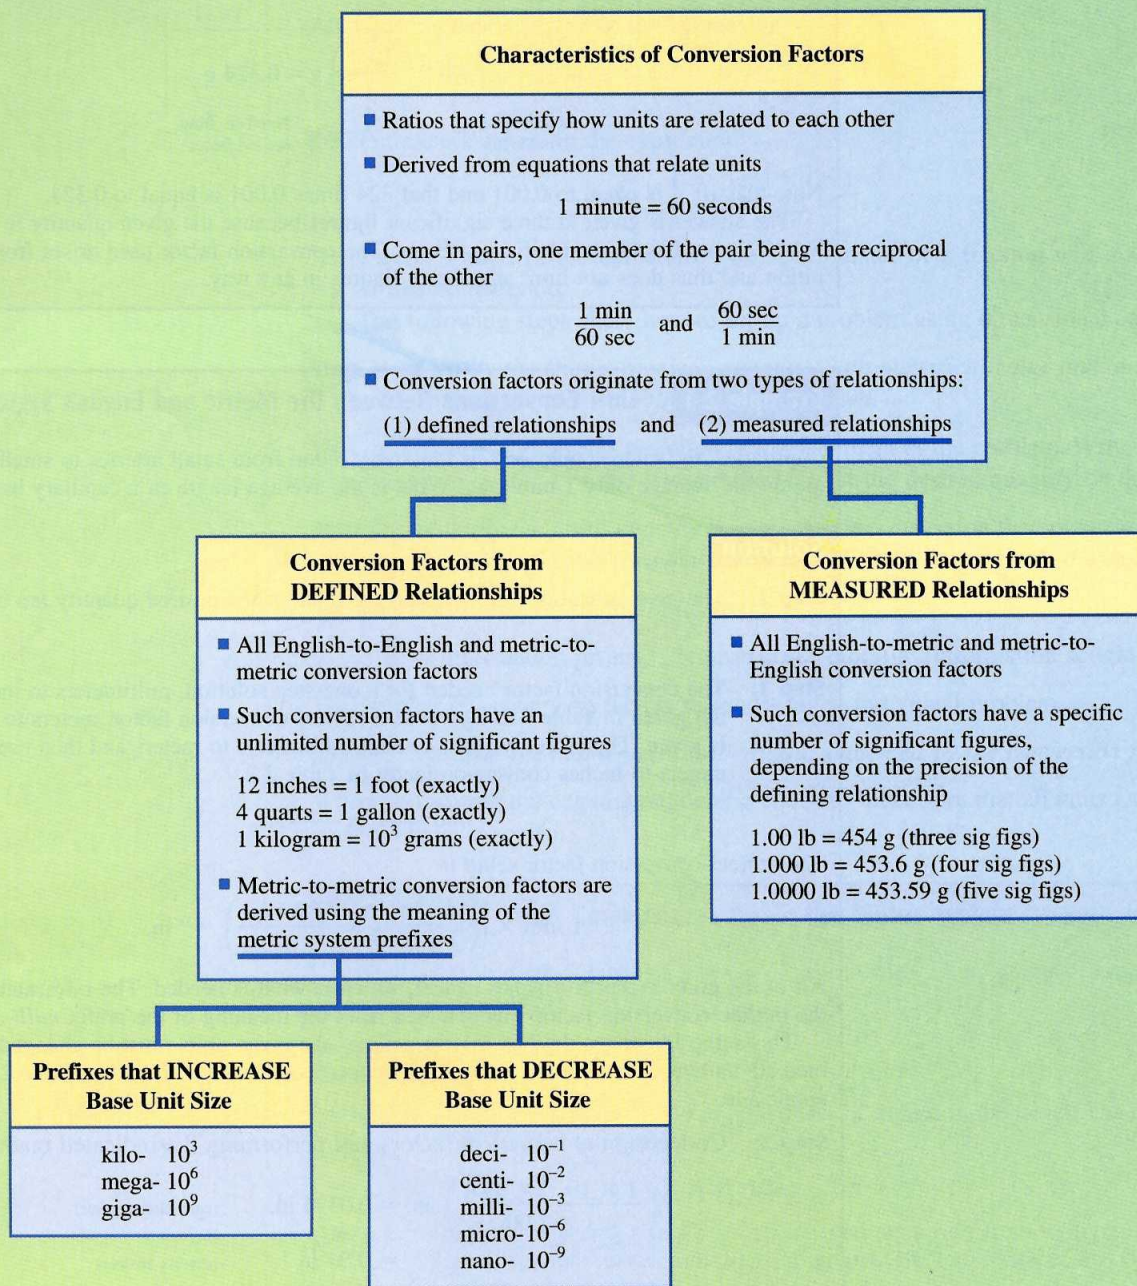 Characteristics of Conversion Factors
■ Ratios that specify how units are related to each other
■ Derived from equations that relate units
1 minute = 60 seconds
■ Come in pairs, one member of the pair being the reciprocal
of the other
1 min / 60 sec and 60 sec / 1 min
■ Conversion factors originate from two types of relationships:
(1) defined relationships and (2) measured relationships
Conversion Factors from
DEFINED Relationships
■ All English-to-English and metric-to-
metric conversion factors
■ Such conversion factors have an
unlimited number of significant figures
12 inches = 1 foot (exactly)
4 quarts = 1 gallon (exactly)
1 kilogram = 10³ grams (exactly)
■ Metric-to-metric conversion factors are
derived using the meaning of the
metric system prefixes
Conversion Factors from
MEASURED Relationships
■ All English-to-metric and metric-to-
English conversion factors
■ Such conversion factors have a specific
number of significant figures,
depending on the precision of the
defining relationship
1.00 lb = 454 g (three sig figs)
1.000 lb = 453.6 g (four sig figs)
1.0000 lb = 453.59 g (five sig figs)
Prefixes that INCREASE
Base Unit Size
kilo- 10³
mega- 10⁶
giga- 10⁹
Prefixes that DECREASE
Base Unit Size
deci- 10⁻¹
centi- 10⁻²
milli- 10⁻³
micro- 10⁻⁶
nano- 10⁻⁹